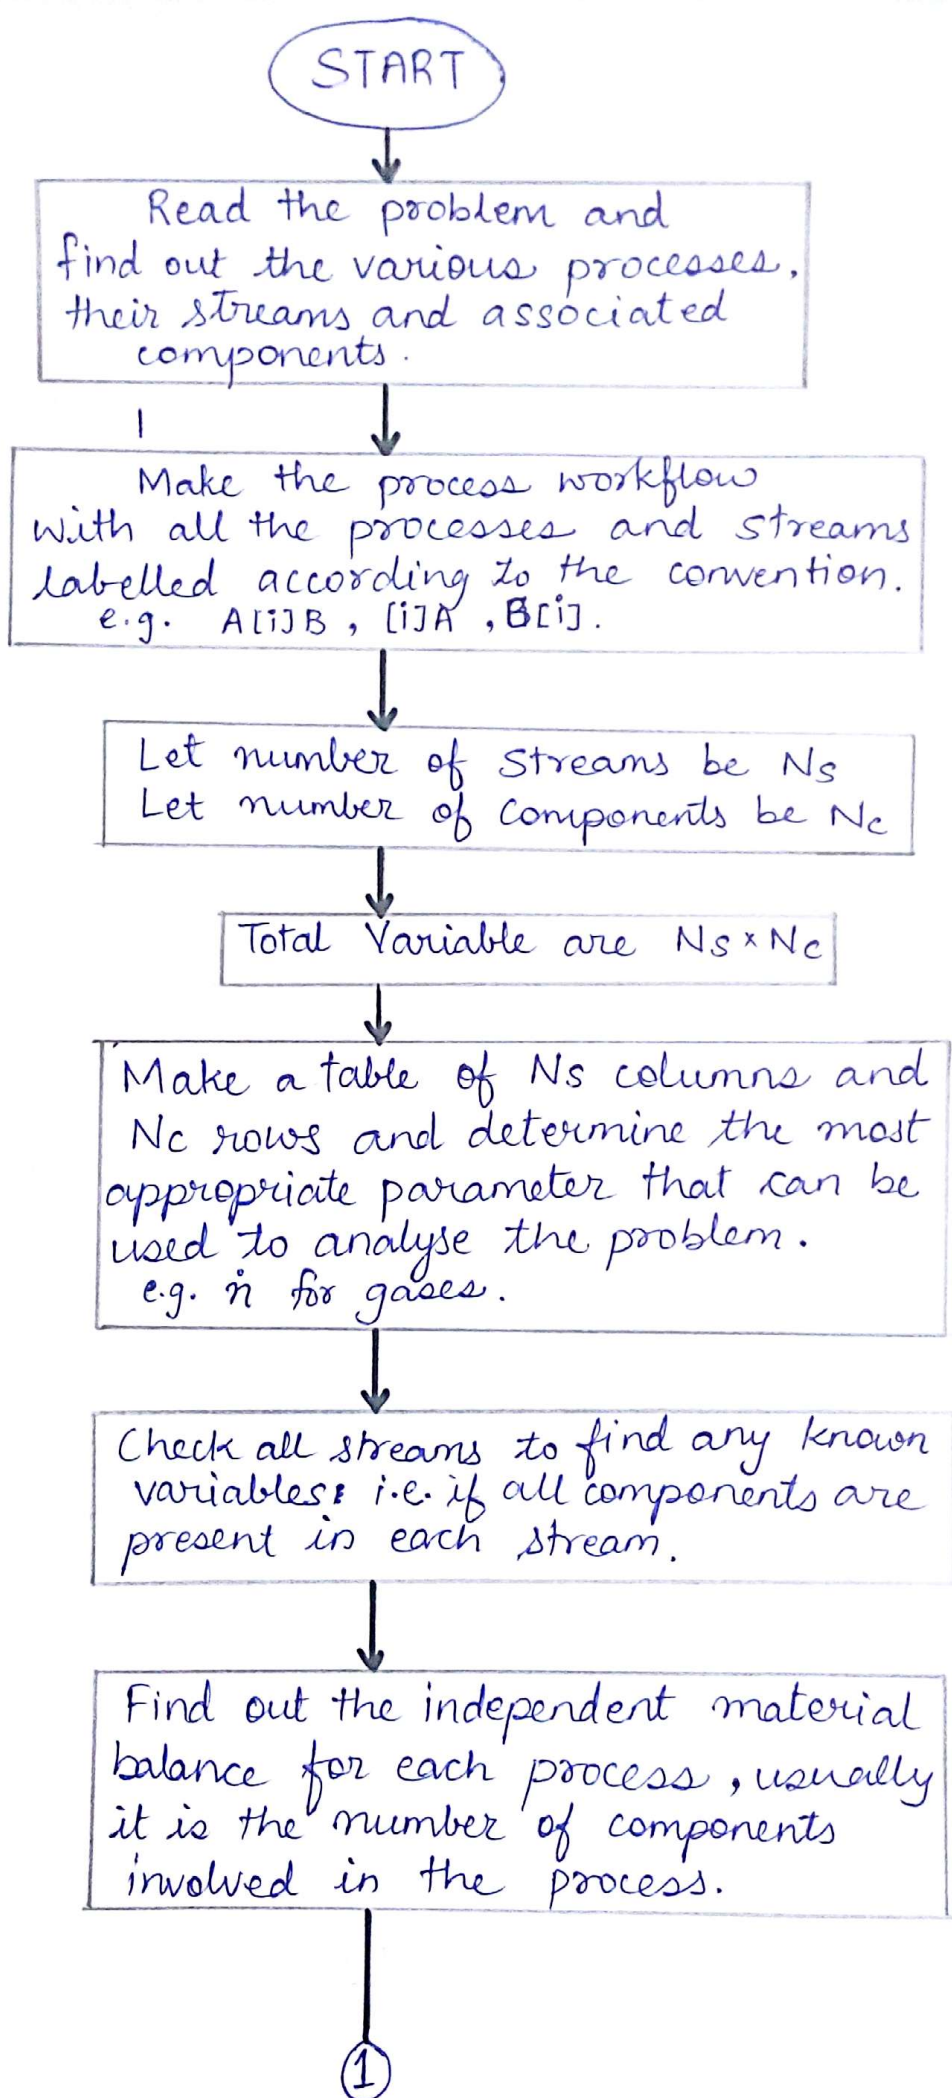 START
Read the problem and
find out the various processes,
their streams and associated
components.
Make the process workflow
with all the processes and streams
labelled according to the convention.
e.g. A[i]B , [i]A , B[i].
Let number of streams be Ns
Let number of components be Nc
Total Variable are Ns × Nc
Make a table of Ns columns and
Nc rows and determine the most
appropriate parameter that can be
used to analyse the problem.
e.g. ṅ for gases.
Check all streams to find any known
variables: i.e. if all components are
present in each stream.
Find out the independent material
balance for each process, usually
it is the number of components
involved in the process.
1